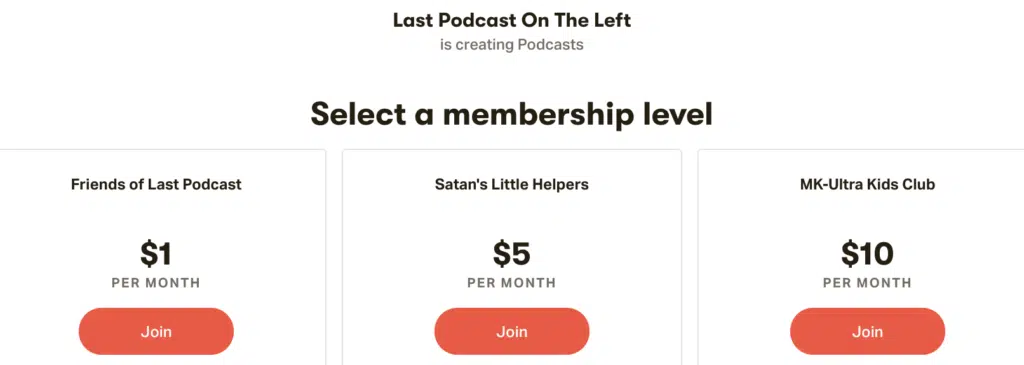 Last Podcast On The Left
is creating Podcasts
Select a membership level
Friends of Last Podcast
$1
PER MONTH
Join
Satan's Little Helpers
$5
PER MONTH
Join
MK-Ultra Kids Club
$10
PER MONTH
Join